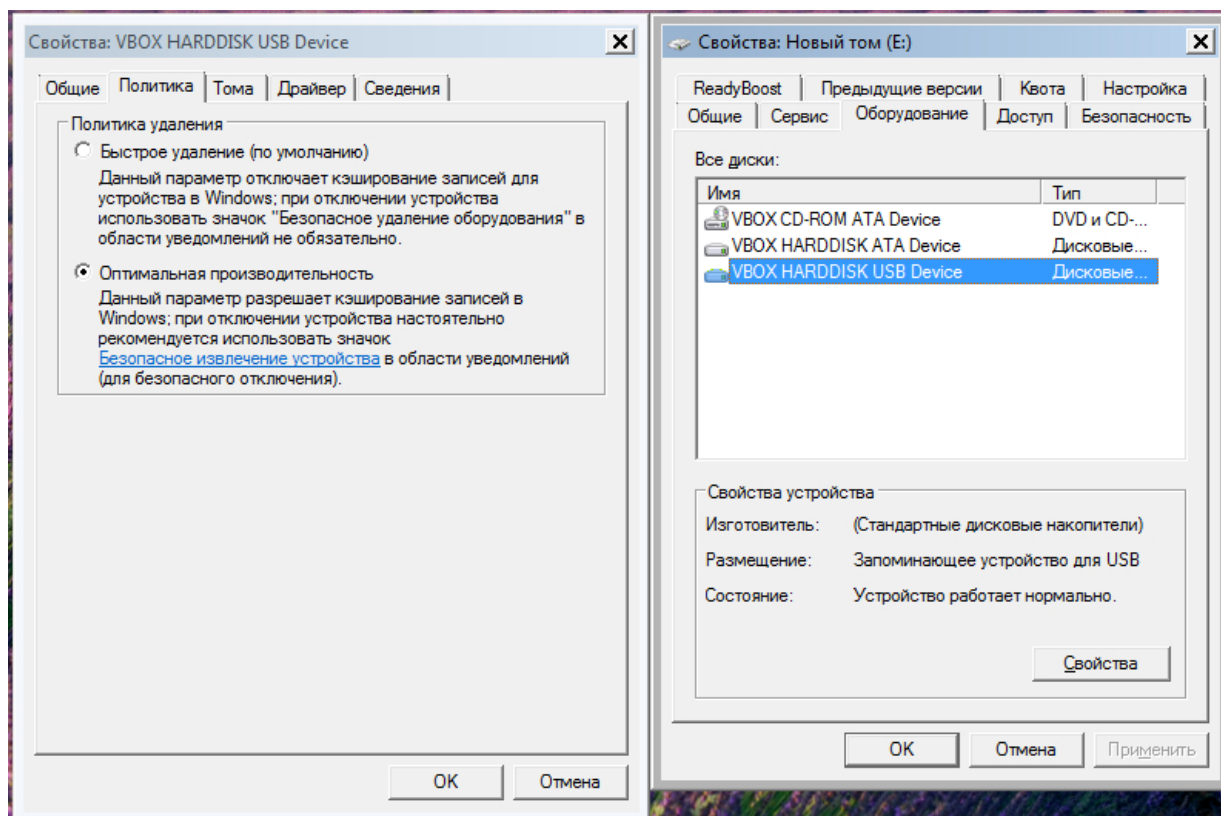 Свойства: VBOX HARDDISK USB Device
Общие Политика Тома Драйвер Сведения
Политика удаления
Быстрое удаление (по умолчанию)
Данный параметр отключает кэширование записей для
устройства в Windows; при отключении устройства
использовать значок "Безопасное удаление оборудования" в
области уведомлений не обязательно.
Оптимальная производительность
Данный параметр разрешает кэширование записей в
Windows; при отключении устройства настоятельно
рекомендуется использовать значок
Безопасное извлечение устройства в области уведомлений
(для безопасного отключения).
ОК Отмена
Свойства: Новый том (E:)
ReadyBoost Предыдущие версии Квота Настройка
Общие Сервис Оборудование Доступ Безопасность
Все диски:
Имя Тип
VBOX CD-ROM ATA Device DVD и CD-...
VBOX HARDDISK ATA Device Дисковые...
VBOX HARDDISK USB Device Дисковые...
Свойства устройства
Изготовитель: (Стандартные дисковые накопители)
Размещение: Запоминающее устройство для USB
Состояние: Устройство работает нормально.
Свойства
ОК Отмена Применить